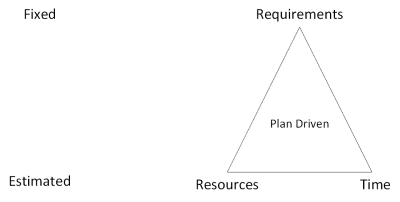 Fixed
Requirements
Plan Driven
Estimated
Resources
Time